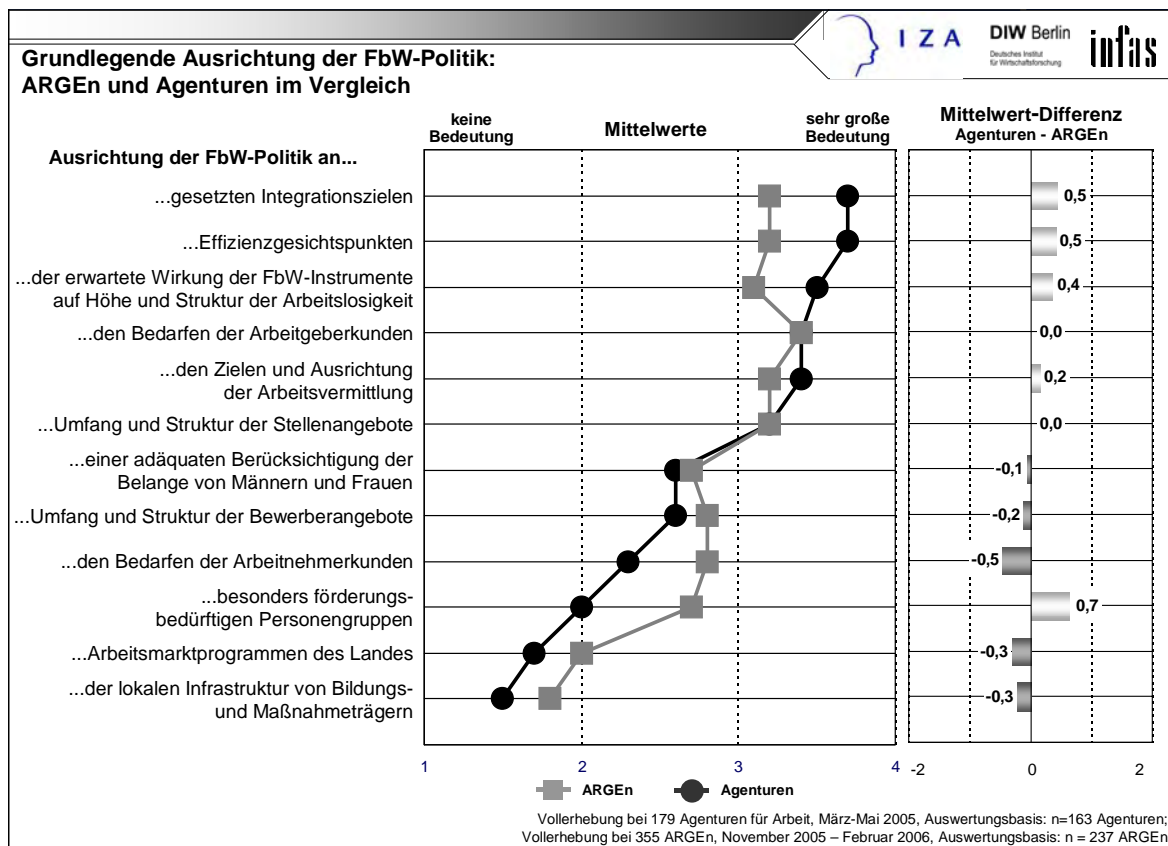 I Z A
DIW Berlin
Deutsches Institut
für Wirtschaftsforschung
infas
Grundlegende Ausrichtung der FbW-Politik:
ARGEn und Agenturen im Vergleich
keine
Bedeutung
Mittelwerte
sehr große
Bedeutung
Mittelwert-Differenz
Agenturen - ARGEn
Ausrichtung der FbW-Politik an...
...gesetzten Integrationszielen
0,5
...Effizienzgesichtspunkten
0,5
...der erwartete Wirkung der FbW-Instrumente
auf Höhe und Struktur der Arbeitslosigkeit
0,4
...den Bedarfen der Arbeitgeberkunden
0,0
...den Zielen und Ausrichtung
der Arbeitsvermittlung
0,2
...Umfang und Struktur der Stellenangebote
0,0
...einer adäquaten Berücksichtigung der
Belange von Männern und Frauen
-0,1
...Umfang und Struktur der Bewerberangebote
-0,2
...den Bedarfen der Arbeitnehmerkunden
-0,5
...besonders förderungs-
bedürftigen Personengruppen
0,7
...Arbeitsmarktprogrammen des Landes
-0,3
...der lokalen Infrastruktur von Bildungs-
und Maßnahmeträgern
-0,3
1 2 3 4
-2 0 2
ARGEn Agenturen
Vollerhebung bei 179 Agenturen für Arbeit, März-Mai 2005, Auswertungsbasis: n=163 Agenturen;
Vollerhebung bei 355 ARGEn, November 2005 – Februar 2006, Auswertungsbasis: n = 237 ARGEn